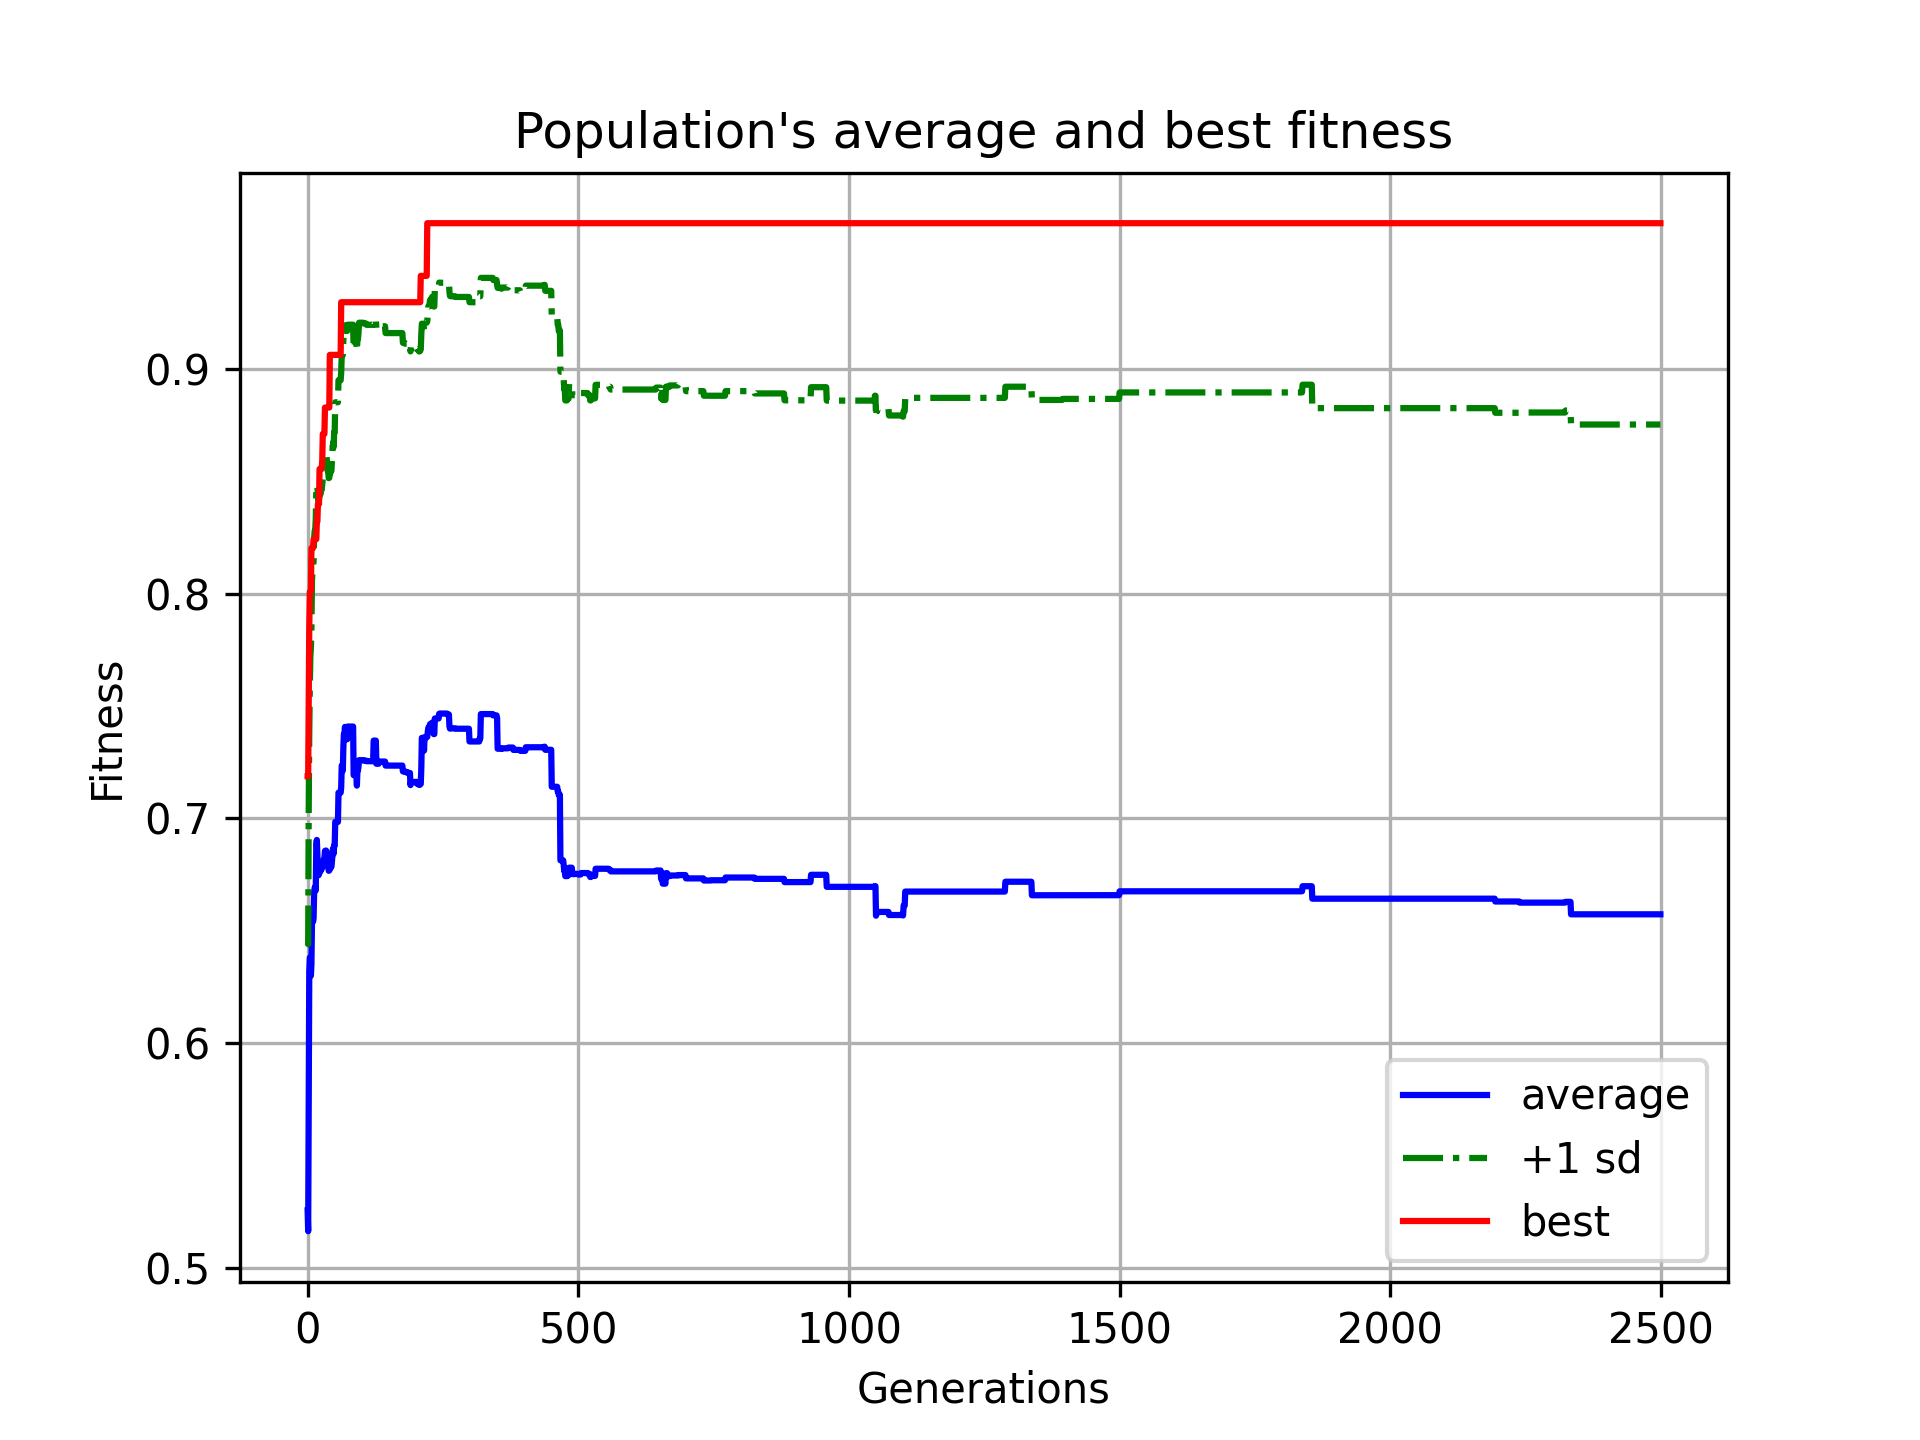 Population's average and best fitness
Fitness
0.9
0.8
0.7
0.6
0.5
0 500 1000 1500 2000 2500
Generations
average
+1 sd
best